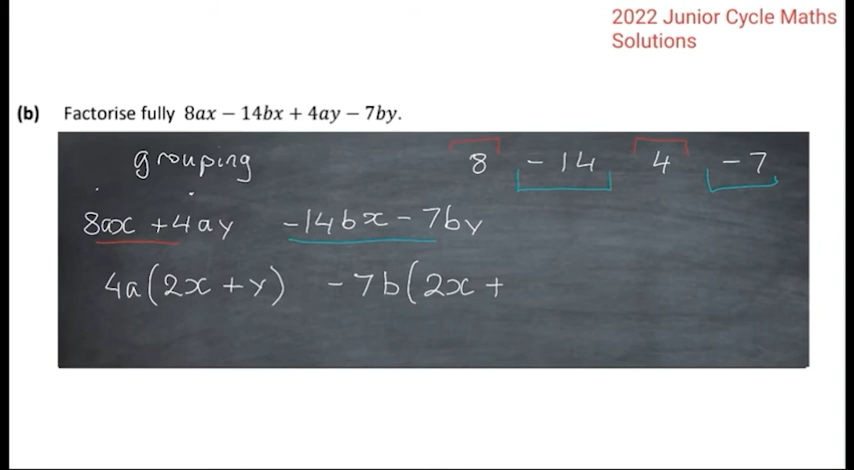 2022 Junior Cycle Maths
Solutions
(b) Factorise fully 8ax − 14bx + 4ay − 7by.
grouping 8 -14 4 -7
8ax +4ay -14bx - 7by
4a(2x +y) -7b(2x +